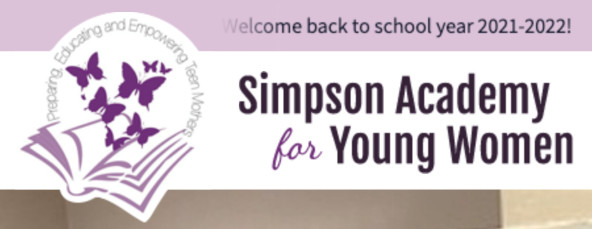 Welcome back to school year 2021-2022!
Preparing, Educating and Empowering Teen Mothers
Simpson Academy
for Young Women